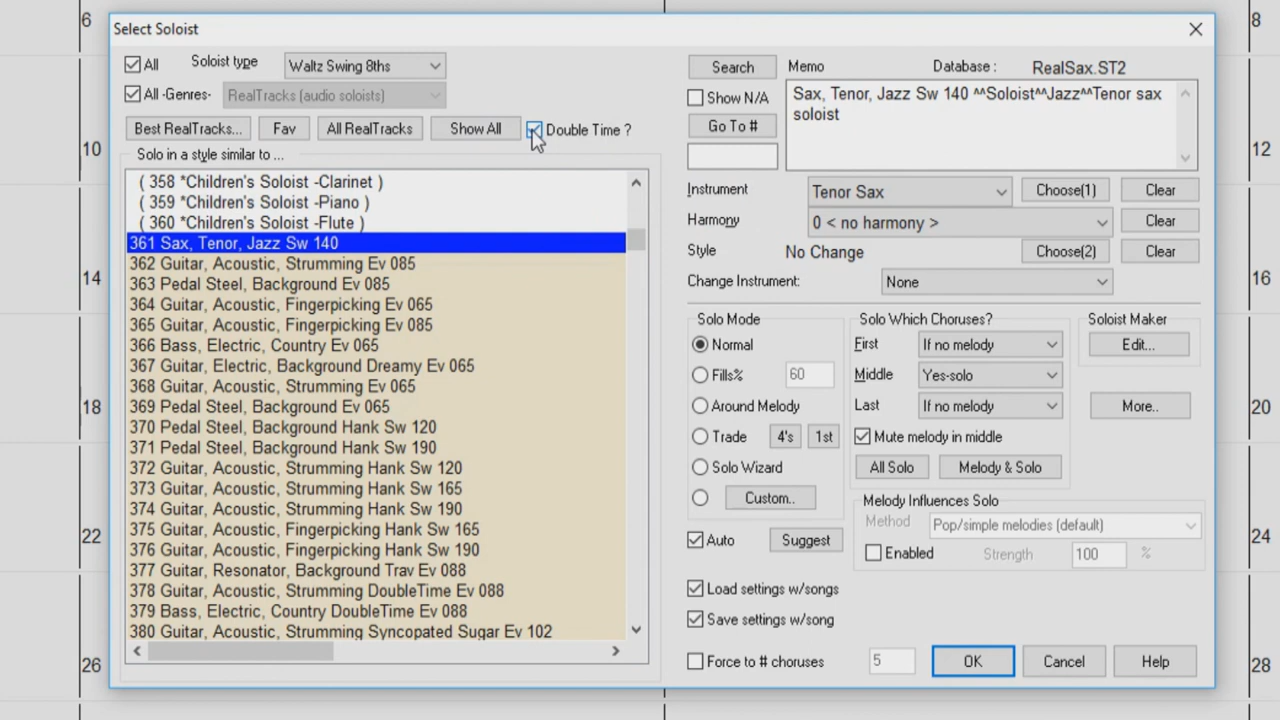 6
8
Select Soloist
All
Soloist type
Waltz Swing 8ths
All -Genres-
RealTracks (audio soloists)
Best RealTracks...
Fav
All RealTracks
Show All
Double Time ?
Solo in a style similar to ...
( 358 *Children's Soloist -Clarinet )
( 359 *Children's Soloist -Piano )
( 360 *Children's Soloist -Flute )
361 Sax, Tenor, Jazz Sw 140
362 Guitar, Acoustic, Strumming Ev 085
363 Pedal Steel, Background Ev 085
364 Guitar, Acoustic, Fingerpicking Ev 065
365 Guitar, Acoustic, Fingerpicking Ev 085
366 Bass, Electric, Country Ev 065
367 Guitar, Electric, Background Dreamy Ev 065
368 Guitar, Acoustic, Strumming Ev 065
369 Pedal Steel, Background Ev 065
370 Pedal Steel, Background Hank Sw 120
371 Pedal Steel, Background Hank Sw 190
372 Guitar, Acoustic, Strumming Hank Sw 120
373 Guitar, Acoustic, Strumming Hank Sw 165
374 Guitar, Acoustic, Strumming Hank Sw 190
375 Guitar, Acoustic, Fingerpicking Hank Sw 165
376 Guitar, Acoustic, Fingerpicking Hank Sw 190
377 Guitar, Resonator, Background Trav Ev 088
378 Guitar, Acoustic, Strumming DoubleTime Ev 088
379 Bass, Electric, Country DoubleTime Ev 088
380 Guitar, Acoustic, Strumming Syncopated Sugar Ev 102
Search
Show N/A
Go To #
Memo
Database :
RealSax.ST2
Sax, Tenor, Jazz Sw 140 ^^Soloist^^Jazz^^Tenor sax
soloist
Instrument
Tenor Sax
Choose(1)
Clear
Harmony
0 < no harmony >
Clear
Style
No Change
Choose(2)
Clear
Change Instrument:
None
Solo Mode
Normal
Fills%
60
Around Melody
Trade
4's
1st
Solo Wizard
Custom..
Auto
Suggest
Solo Which Choruses?
First
If no melody
Middle
Yes-solo
Last
If no melody
Mute melody in middle
All Solo
Melody & Solo
Soloist Maker
Edit...
More..
Melody Influences Solo
Method
Pop/simple melodies (default)
Enabled
Strength
100
%
Load settings w/songs
Save settings w/song
Force to # choruses
5
OK
Cancel
Help
10
12
14
16
18
20
22
24
26
28